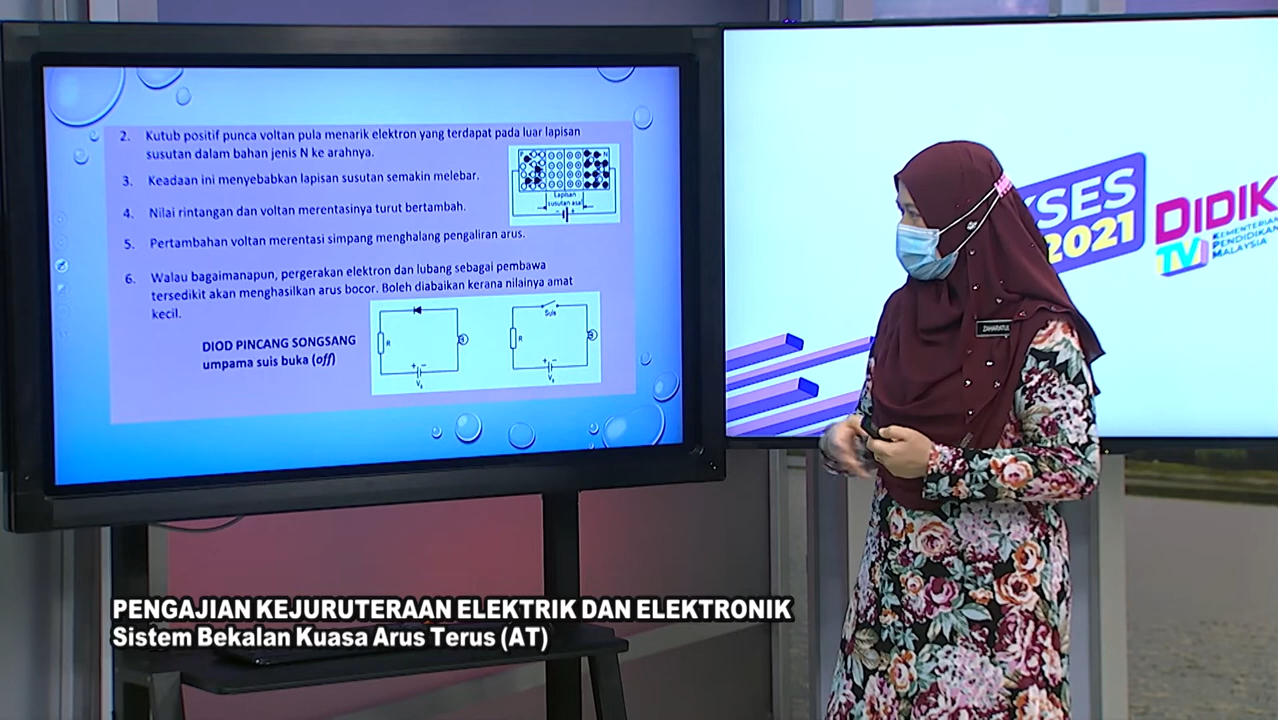 2. Kutub positif punca voltan pula menarik elektron yang terdapat pada luar lapisan
susutan dalam bahan jenis N ke arahnya.
3. Keadaan ini menyebabkan lapisan susutan semakin melebar.
4. Nilai rintangan dan voltan merentasinya turut bertambah.
5. Pertambahan voltan merentasi simpang menghalang pengaliran arus.
6. Walau bagaimanapun, pergerakan elektron dan lubang sebagai pembawa
tersedikit akan menghasilkan arus bocor. Boleh diabaikan kerana nilainya amat
kecil.
P N
Lapisan
susutan asal
- +
DIOD PINCANG SONGSANG
umpama suis buka (off)
R
+ -
Vs
Suis
R
+ -
Vs
KSES
2021
DIDIK
TV
KEMENTERIAN
PENDIDIKAN
MALAYSIA
ZAHARATUL
PENGAJIAN KEJURUTERAAN ELEKTRIK DAN ELEKTRONIK
Sistem Bekalan Kuasa Arus Terus (AT)